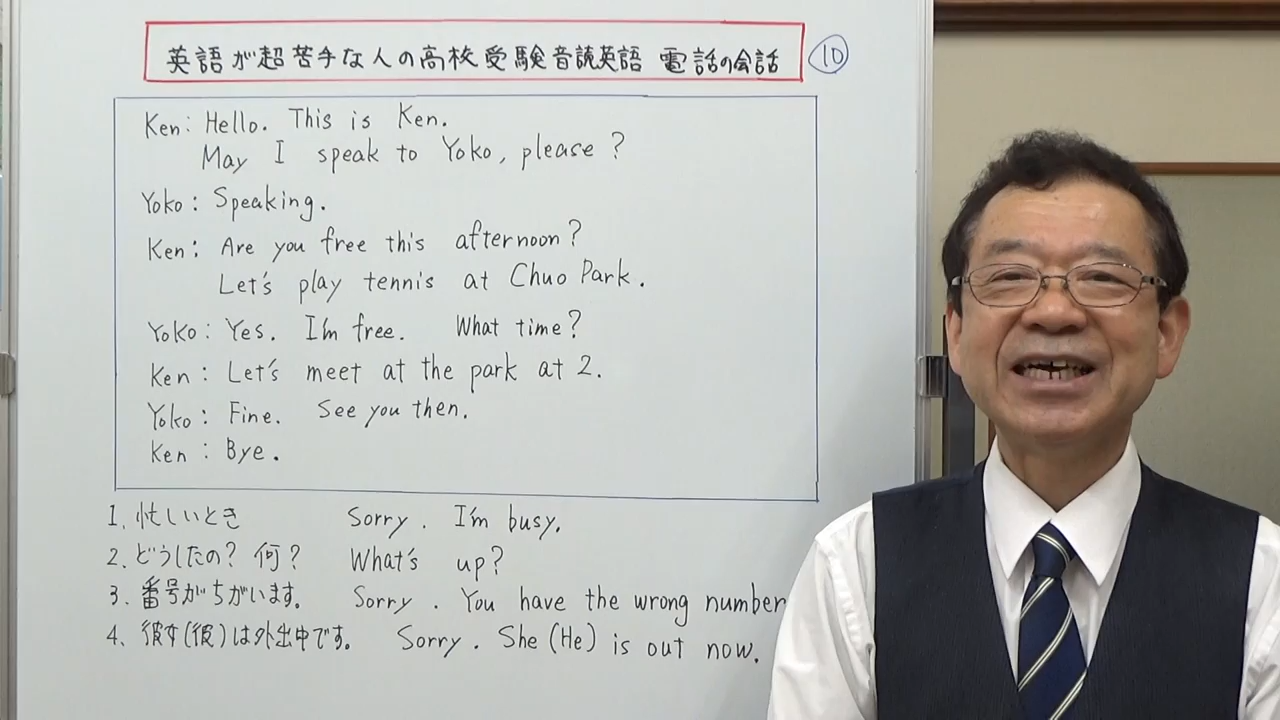 英語が超苦手な人の高校受験音読英語 電話の会話 ⑩
Ken: Hello. This is Ken.
May I speak to Yoko, please?
Yoko: Speaking.
Ken: Are you free this afternoon?
Let's play tennis at Chuo Park.
Yoko: Yes. I'm free. What time?
Ken: Let's meet at the park at 2.
Yoko: Fine. See you then.
Ken: Bye.
1. 忙しいとき Sorry. I'm busy.
2. どうしたの? 何? What's up?
3. 番号がちがいます。 Sorry. You have the wrong number
4. 彼女(彼)は外出中です。 Sorry. She (He) is out now.